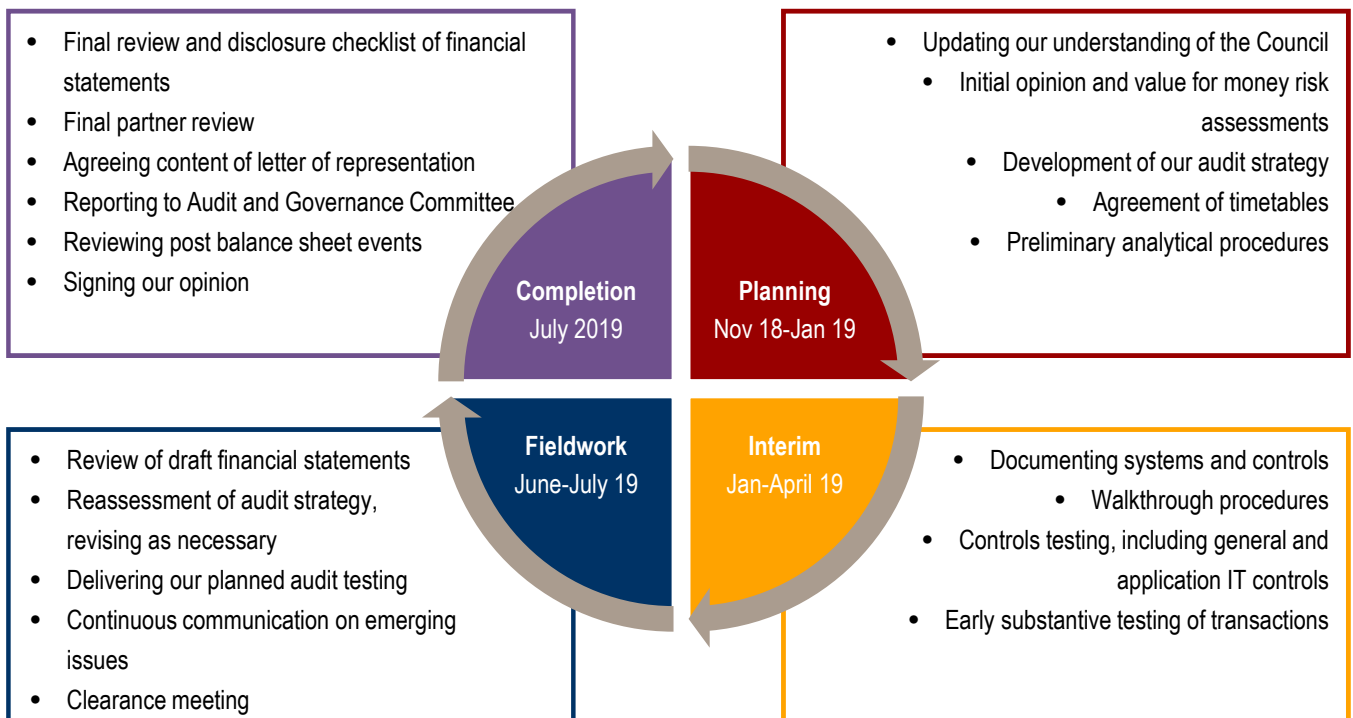 • Final review and disclosure checklist of financial
statements
• Final partner review
• Agreeing content of letter of representation
• Reporting to Audit and Governance Committee
• Reviewing post balance sheet events
• Signing our opinion
• Updating our understanding of the Council
• Initial opinion and value for money risk
assessments
• Development of our audit strategy
• Agreement of timetables
• Preliminary analytical procedures
Completion
July 2019
Planning
Nov 18-Jan 19
Fieldwork
June-July 19
Interim
Jan-April 19
• Review of draft financial statements
• Reassessment of audit strategy,
revising as necessary
• Delivering our planned audit testing
• Continuous communication on emerging
issues
• Clearance meeting
• Documenting systems and controls
• Walkthrough procedures
• Controls testing, including general and
application IT controls
• Early substantive testing of transactions